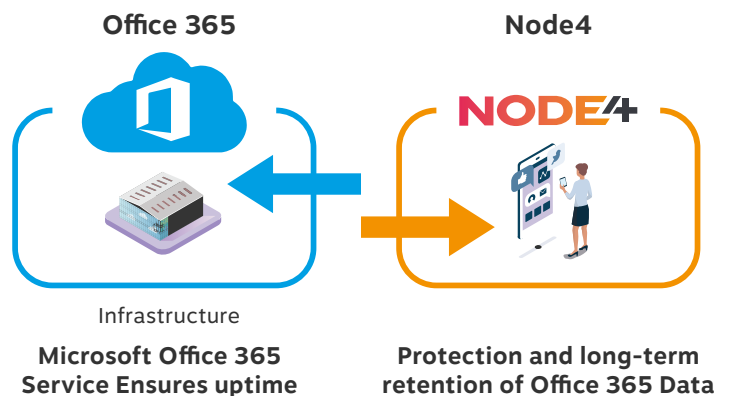 Office 365
Node4
NODE4
Infrastructure
Microsoft Office 365
Service Ensures uptime
Protection and long-term
retention of Office 365 Data